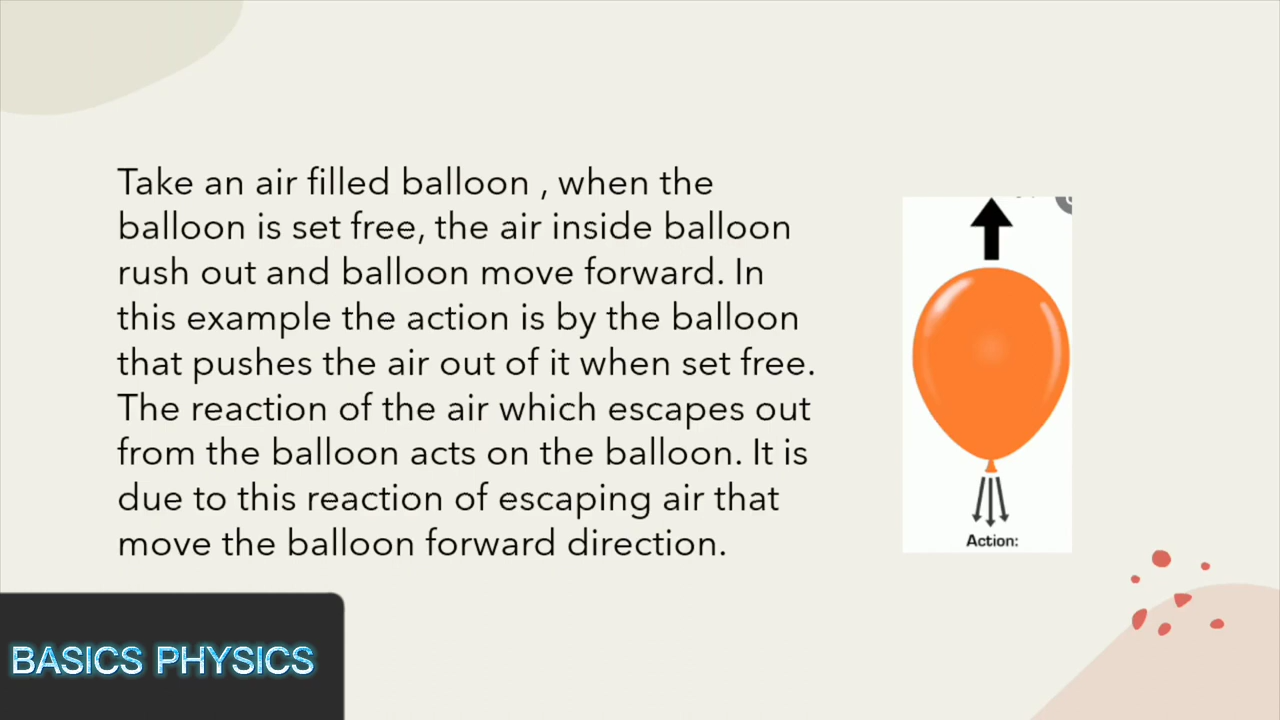 Take an air filled balloon , when the
balloon is set free, the air inside balloon
rush out and balloon move forward. In
this example the action is by the balloon
that pushes the air out of it when set free.
The reaction of the air which escapes out
from the balloon acts on the balloon. It is
due to this reaction of escaping air that
move the balloon forward direction.
Action:
BASICS PHYSICS